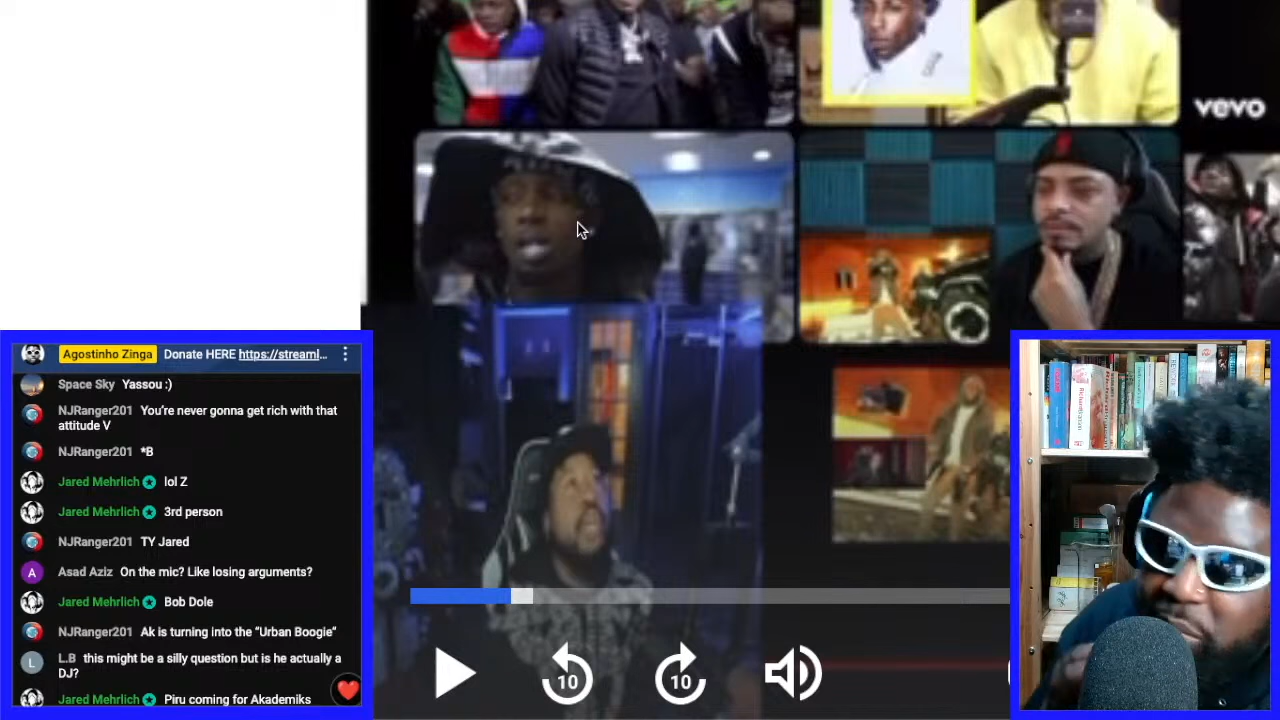 vevo
Agostinho Zinga Donate HERE https://streaml...
Space Sky Yassou :)
NJRanger201 You're never gonna get rich with that
attitude V
NJRanger201 *B
Jared Mehrlich lol Z
Jared Mehrlich 3rd person
NJRanger201 TY Jared
A Asad Aziz On the mic? Like losing arguments?
Jared Mehrlich Bob Dole
NJRanger201 Ak is turning into the “Urban Boogie”
L L.B this might be a silly question but is he actually a
DJ?
Jared Mehrlich Piru coming for Akademiks
10
10